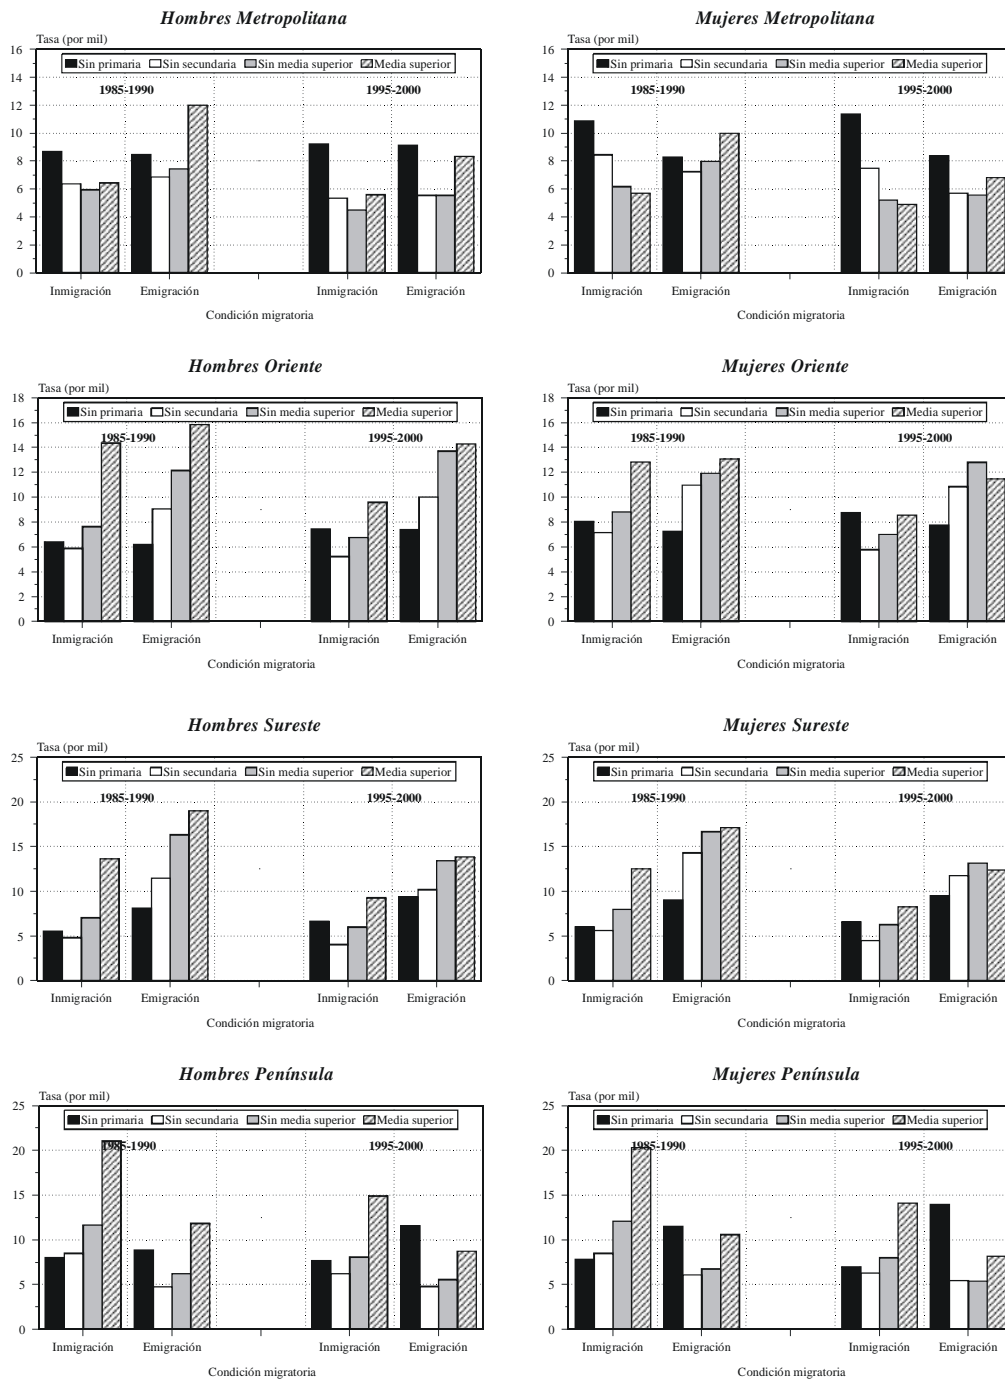 Hombres Metropolitana
Tasa (por mil)
16
14
12
10
8
6
4
2
0
Sin primaria Sin secundaria Sin media superior Media superior
1985-1990 1995-2000
Inmigración Emigración Inmigración Emigración
Condición migratoria
Mujeres Metropolitana
Tasa (por mil)
16
14
12
10
8
6
4
2
0
Sin primaria Sin secundaria Sin media superior Media superior
1985-1990 1995-2000
Inmigración Emigración Inmigración Emigración
Condición migratoria
Hombres Oriente
Tasa (por mil)
18
16
14
12
10
8
6
4
2
0
Sin primaria Sin secundaria Sin media superior Media superior
1985-1990 1995-2000
Inmigración Emigración Inmigración Emigración
Condición migratoria
Mujeres Oriente
Tasa (por mil)
18
16
14
12
10
8
6
4
2
0
Sin primaria Sin secundaria Sin media superior Media superior
1985-1990 1995-2000
Inmigración Emigración Inmigración Emigración
Condición migratoria
Hombres Sureste
Tasa (por mil)
25
20
15
10
5
0
Sin primaria Sin secundaria Sin media superior Media superior
1985-1990 1995-2000
Inmigración Emigración Inmigración Emigración
Condición migratoria
Mujeres Sureste
Tasa (por mil)
25
20
15
10
5
0
Sin primaria Sin secundaria Sin media superior Media superior
1985-1990 1995-2000
Inmigración Emigración Inmigración Emigración
Condición migratoria
Hombres Península
Tasa (por mil)
25
20
15
10
5
0
Sin primaria Sin secundaria Sin media superior Media superior
1985-1990 1995-2000
Inmigración Emigración Inmigración Emigración
Condición migratoria
Mujeres Península
Tasa (por mil)
25
20
15
10
5
0
Sin primaria Sin secundaria Sin media superior Media superior
1985-1990 1995-2000
Inmigración Emigración Inmigración Emigración
Condición migratoria